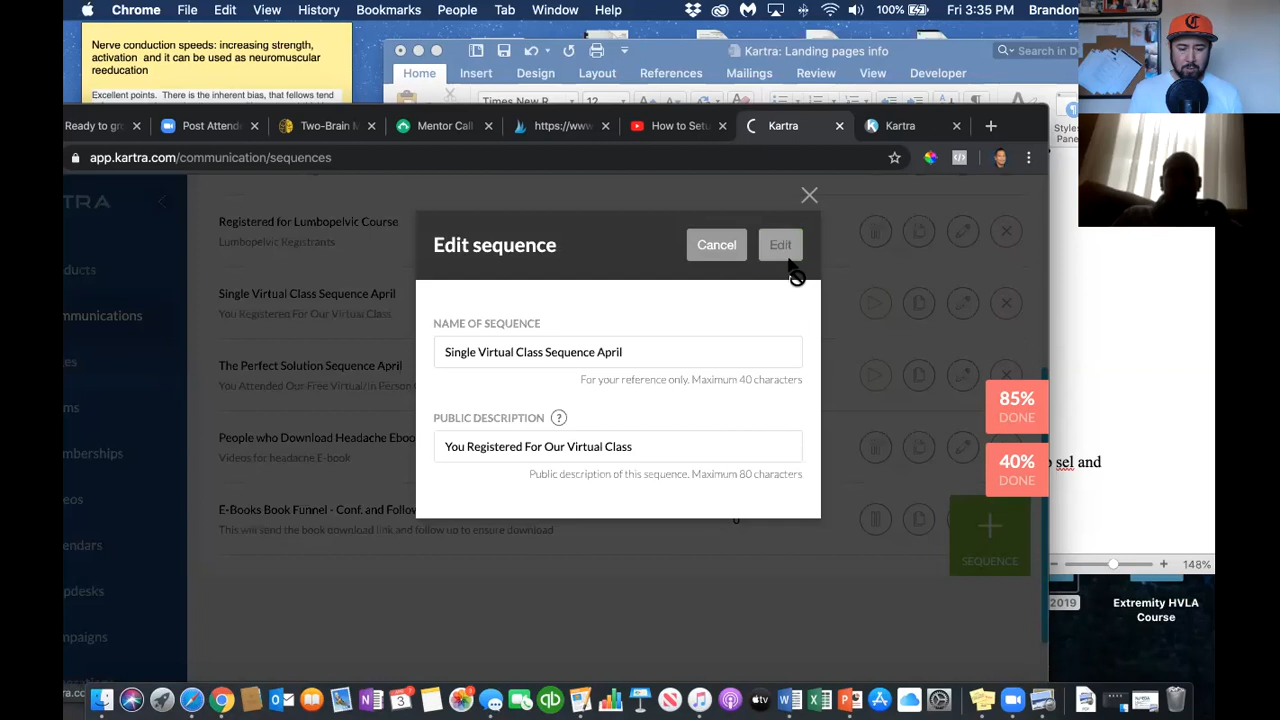 Chrome File Edit View History Bookmarks People Tab Window Help 100% Fri 3:35 PM Brandon
Nerve conduction speeds: increasing strength,
activation and it can be used as neuromuscular
reeducation
Excellent points. There is the inherent bias, that fellows tend
Kartra: Landing pages info
Search in D
Home Insert Design Layout References Mailings Review View Developer
Times New R 12
Styles
Pane
Ready to gr Post Attend Two-Brain Mentor Call https://www How to Setu Kartra Kartra
app.kartra.com/communication/sequences
RTRA
ducts
mmunications
ges
ms
mberships
eos
endars
pdesks
mpaigns
Registered for Lumbopelvic Course
Lumbopelvic Registrants
Single Virtual Class Sequence April
You Registered For Our Virtual Class
The Perfect Solution Sequence April
You Attended Our Free Virtual/In Person
People who Download Headache Eboo
Videos for headache E-book
E-Books Book Funnel - Conf. and Follow
This will send the book download link and follow up to ensure download
0
Edit sequence
Cancel Edit
NAME OF SEQUENCE
Single Virtual Class Sequence April
For your reference only. Maximum 40 characters
PUBLIC DESCRIPTION ?
You Registered For Our Virtual Class
Public description of this sequence. Maximum 80 characters
85%
DONE
40%
DONE
SEQUENCE
sel and
148%
2019
Extremity HVLA
Course